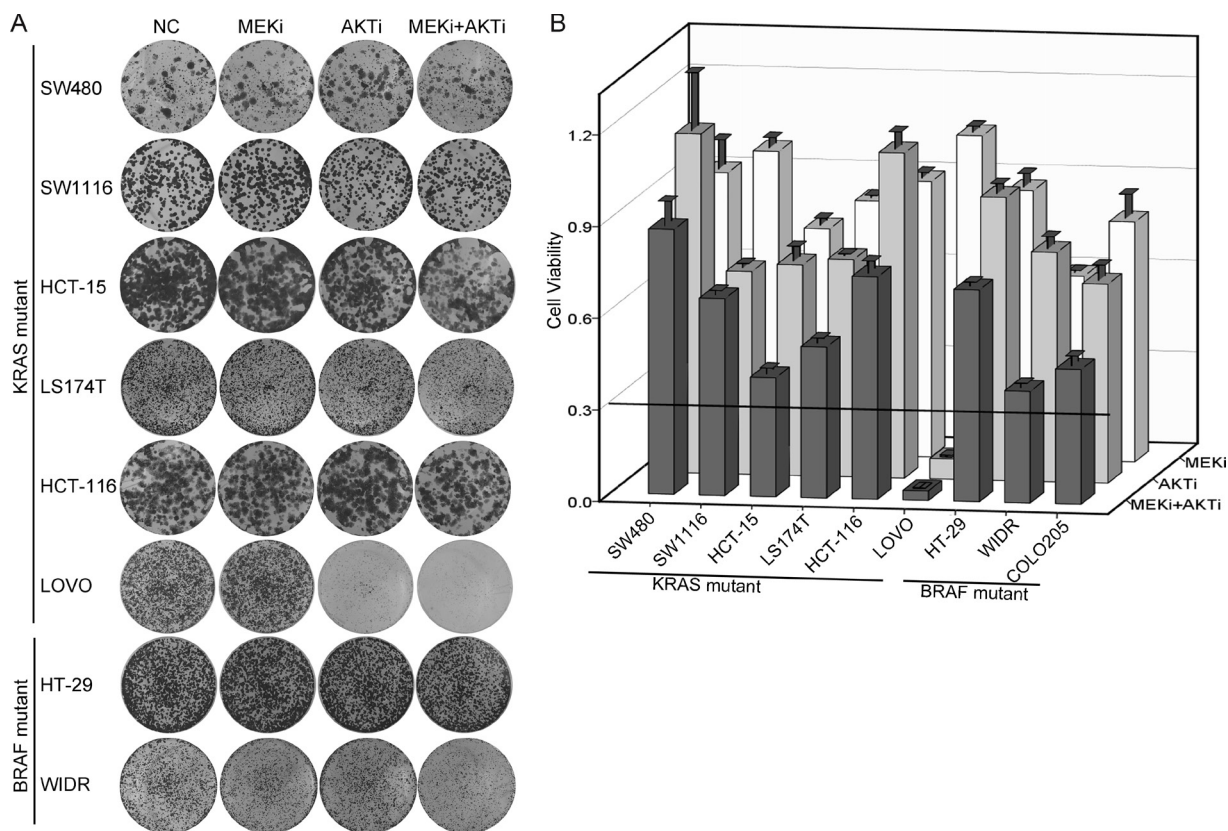 A
NC MEKi AKTi MEKi+AKTi
KRAS mutant
SW480
SW1116
HCT-15
LS174T
HCT-116
LOVO
BRAF mutant
HT-29
WIDR
B
Cell Viability
1.2
0.9
0.6
0.3
0.0
MEKi
AKTi
MEKi+AKTi
SW480 SW1116 HCT-15 LS174T HCT-116 LOVO HT-29 WIDR COLO205
KRAS mutant BRAF mutant